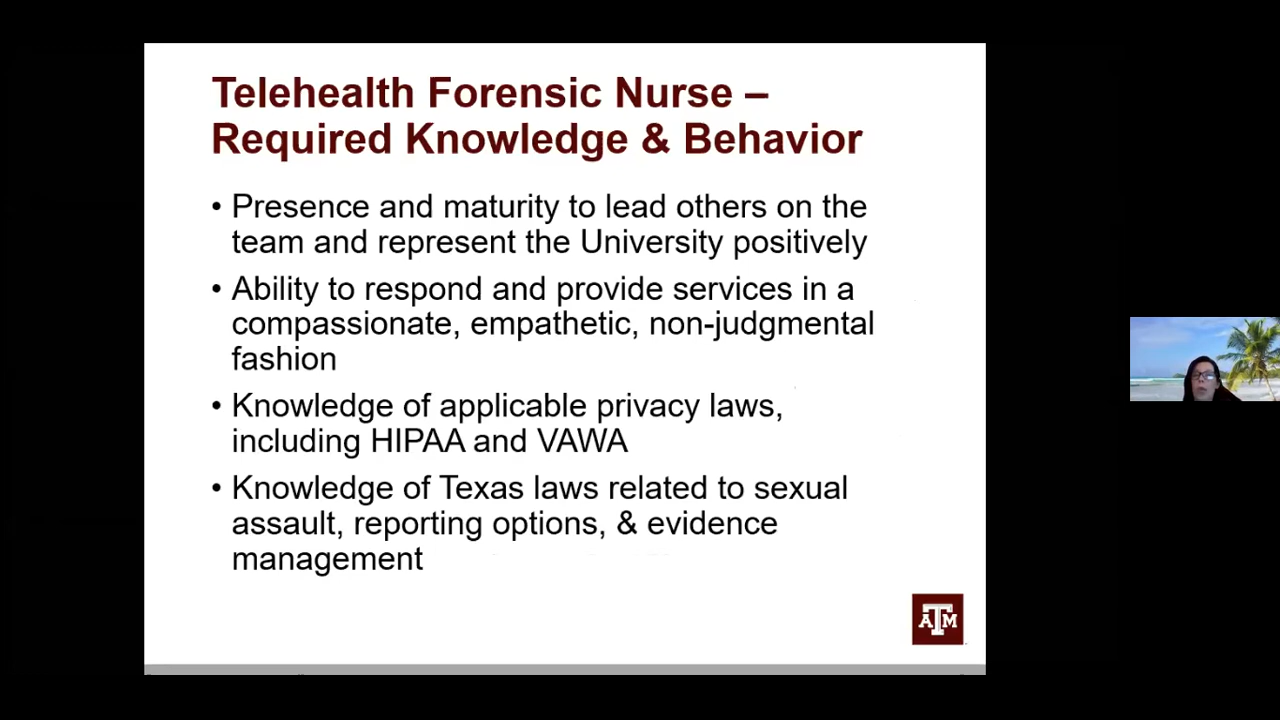 Telehealth Forensic Nurse –
Required Knowledge & Behavior
• Presence and maturity to lead others on the
team and represent the University positively
• Ability to respond and provide services in a
compassionate, empathetic, non-judgmental
fashion
• Knowledge of applicable privacy laws,
including HIPAA and VAWA
• Knowledge of Texas laws related to sexual
assault, reporting options, & evidence
management
ATM